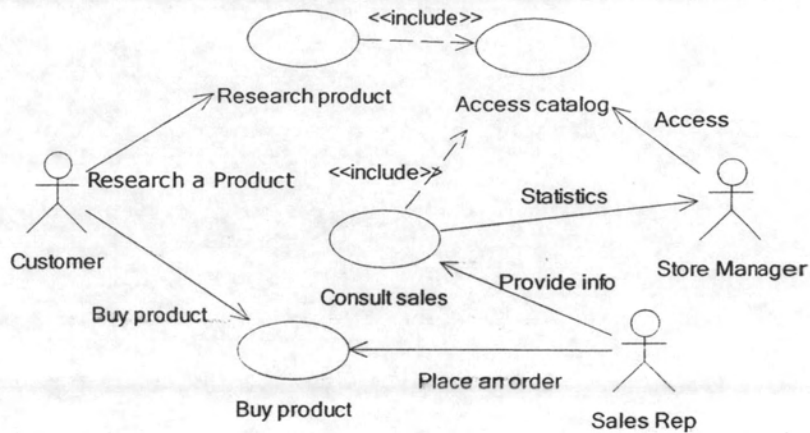 <<include>>
Research product
Access catalog
Access
Research a Product
<<include>>
Statistics
Customer
Store Manager
Consult sales
Provide info
Buy product
Place an order
Buy product
Sales Rep